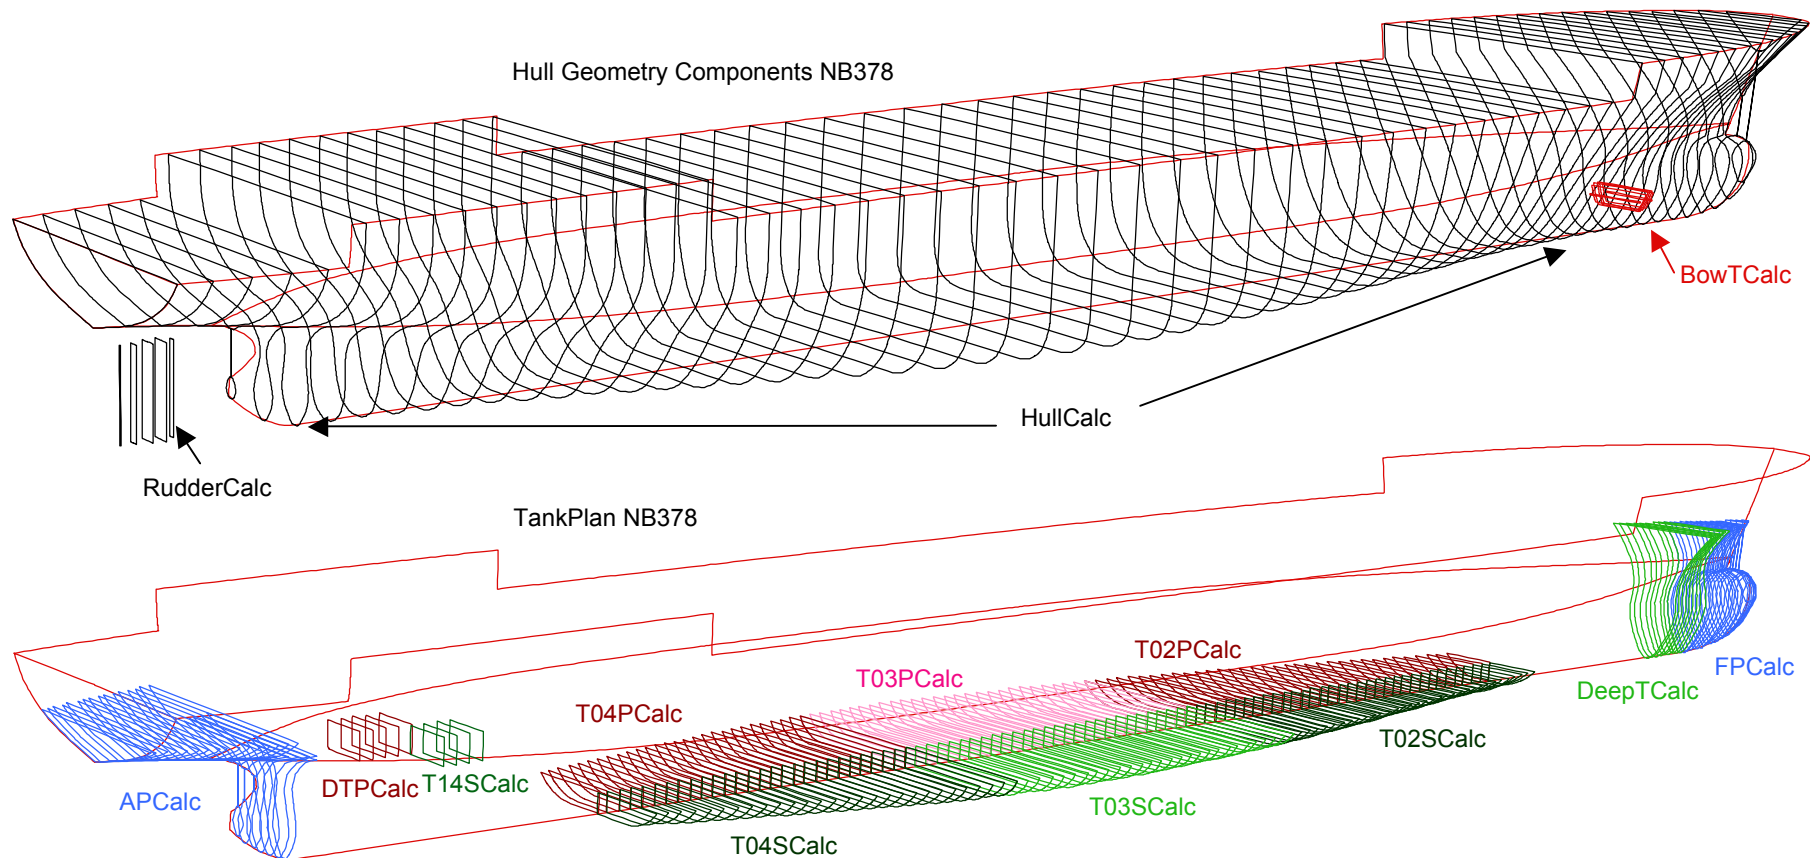 Hull Geometry Components NB378
BowTCalc
HullCalc
RudderCalc
TankPlan NB378
T02PCalc
T03PCalc
FPCalc
DeepTCalc
T04PCalc
T02SCalc
T14SCalc
DTPCalc
APCalc
T03SCalc
T04SCalc